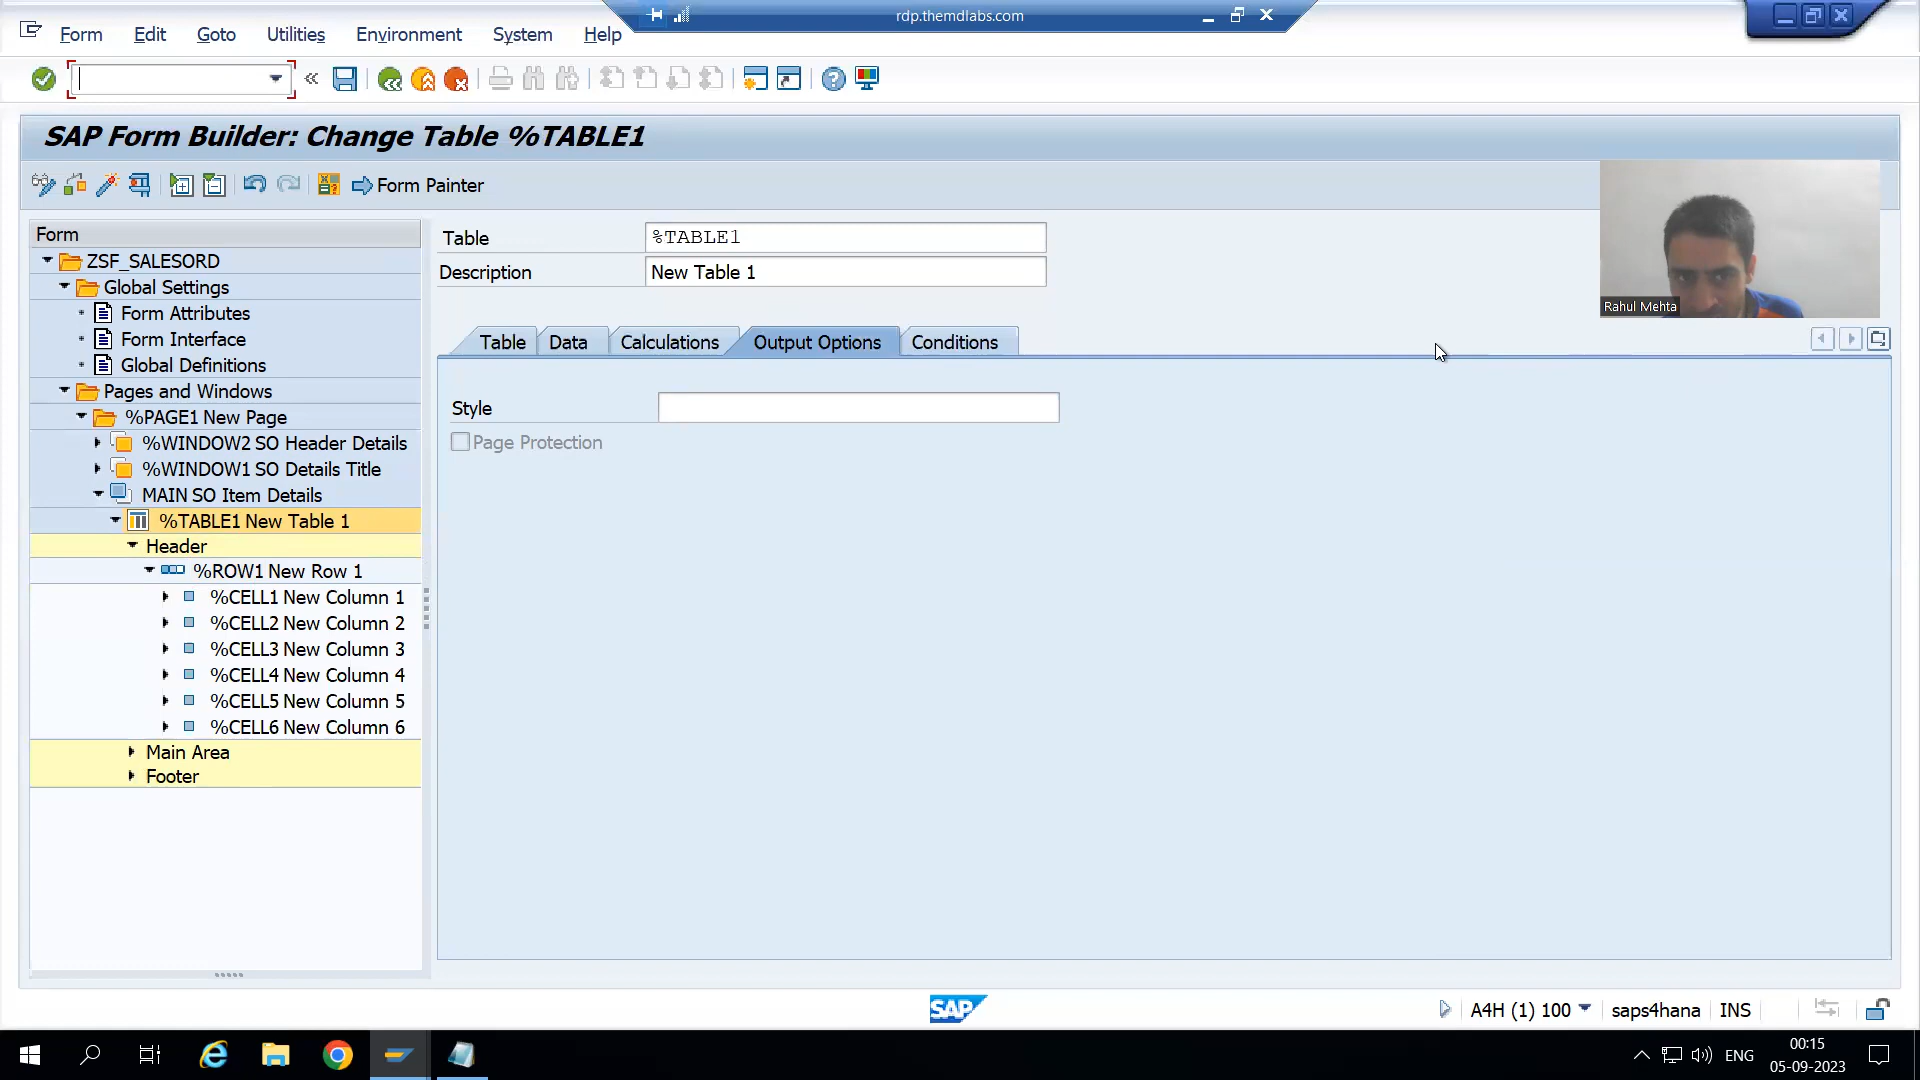 rdp.themdlabs.com
Form Edit Goto Utilities Environment System Help
SAP Form Builder: Change Table %TABLE1
Form Painter
Form
ZSF_SALESORD
Global Settings
Form Attributes
Form Interface
Global Definitions
Pages and Windows
%PAGE1 New Page
%WINDOW2 SO Header Details
%WINDOW1 SO Details Title
MAIN SO Item Details
%TABLE1 New Table 1
Header
%ROW1 New Row 1
%CELL1 New Column 1
%CELL2 New Column 2
%CELL3 New Column 3
%CELL4 New Column 4
%CELL5 New Column 5
%CELL6 New Column 6
Main Area
Footer
Table %TABLE1
Description New Table 1
Table Data Calculations Output Options Conditions
Style
Page Protection
Rahul Mehta
SAP
A4H (1) 100 saps4hana INS
ENG
00:15
05-09-2023